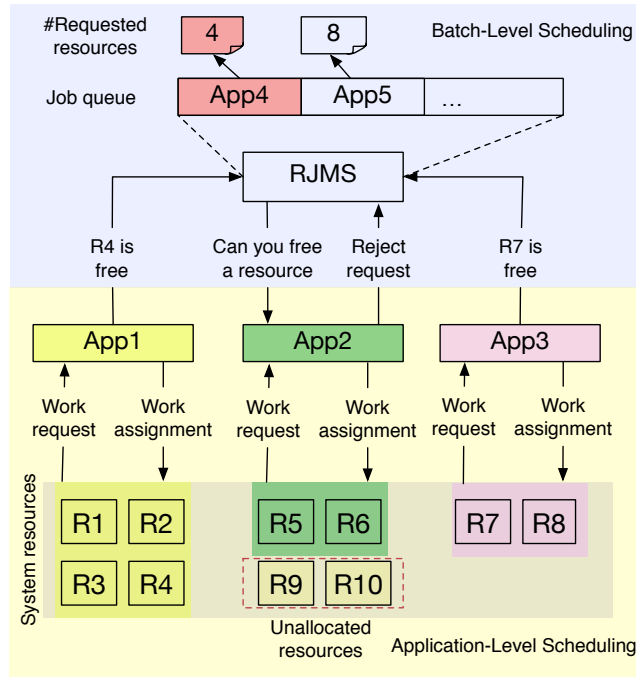 #Requested
resources
4
8
Batch-Level Scheduling
Job queue
App4
App5
...
RJMS
R4 is
free
Can you free
a resource
Reject
request
R7 is
free
App1
App2
App3
Work
request
Work
assignment
Work
request
Work
assignment
Work
request
Work
assignment
System resources
R1
R2
R5
R6
R7
R8
R3
R4
R9
R10
Unallocated
resources
Application-Level Scheduling